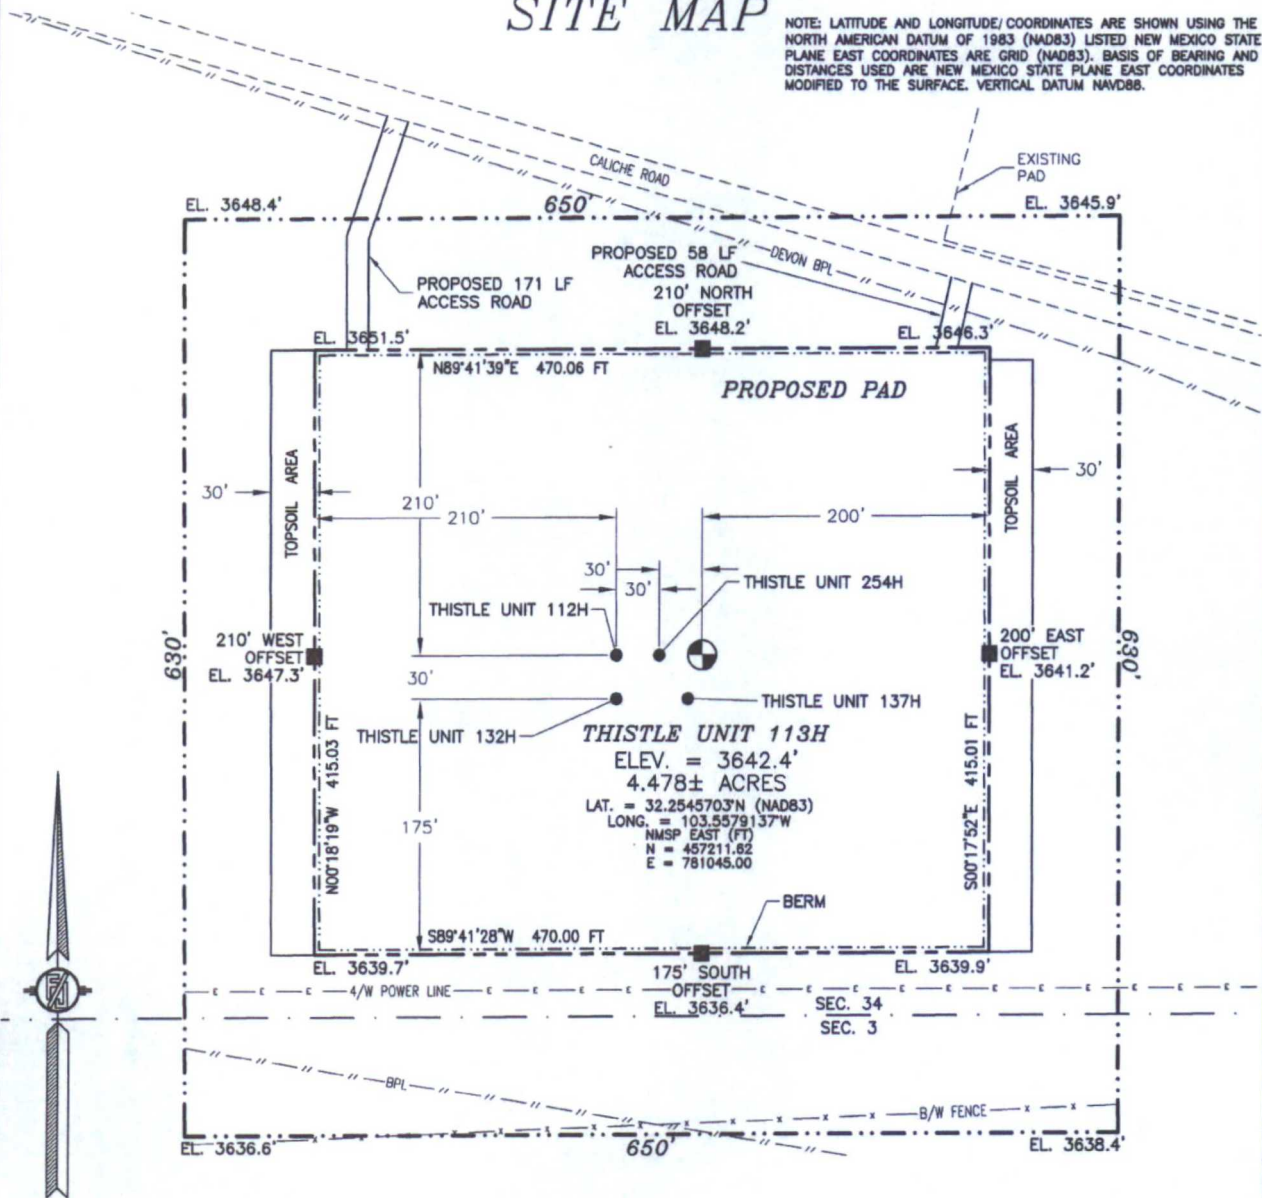 SITE MAP
NOTE: LATITUDE AND LONGITUDE/COORDINATES ARE SHOWN USING THE
NORTH AMERICAN DATUM OF 1983 (NAD83) LISTED NEW MEXICO STATE
PLANE EAST COORDINATES ARE GRID (NAD83). BASIS OF BEARING AND
DISTANCES USED ARE NEW MEXICO STATE PLANE EAST COORDINATES
MODIFIED TO THE SURFACE. VERTICAL DATUM NAVD88.
CALICHE ROAD
EXISTING
PAD
EL. 3648.4'
650'
EL. 3645.9'
PROPOSED 58 LF
ACCESS ROAD
DEVON BPL
PROPOSED 171 LF
ACCESS ROAD
210' NORTH
OFFSET
EL. 3648.2'
EL. 3651.5'
EL. 3646.3'
N89°41'39"E 470.06 FT
PROPOSED PAD
TOPSOIL AREA
TOPSOIL AREA
30'
30'
210'
210'
200'
30'
30'
THISTLE UNIT 254H
THISTLE UNIT 112H
630'
210' WEST
OFFSET
EL. 3647.3'
200' EAST
OFFSET
EL. 3641.2'
630'
30'
THISTLE UNIT 137H
THISTLE UNIT 132H
THISTLE UNIT 113H
ELEV. = 3642.4'
4.478± ACRES
LAT. = 32.2545703°N (NAD83)
LONG. = 103.5579137°W
NMSP EAST (FT)
N = 457211.62
E = 781045.00
N00°18'19"W 415.03 FT
S00°17'52"E 415.01 FT
175'
BERM
S89°41'28"W 470.00 FT
EL. 3639.7'
175' SOUTH
OFFSET
EL. 3636.4'
EL. 3639.9'
4/W POWER LINE
SEC. 34
SEC. 3
BPL
B/W FENCE
EL. 3636.6'
650'
EL. 3638.4'